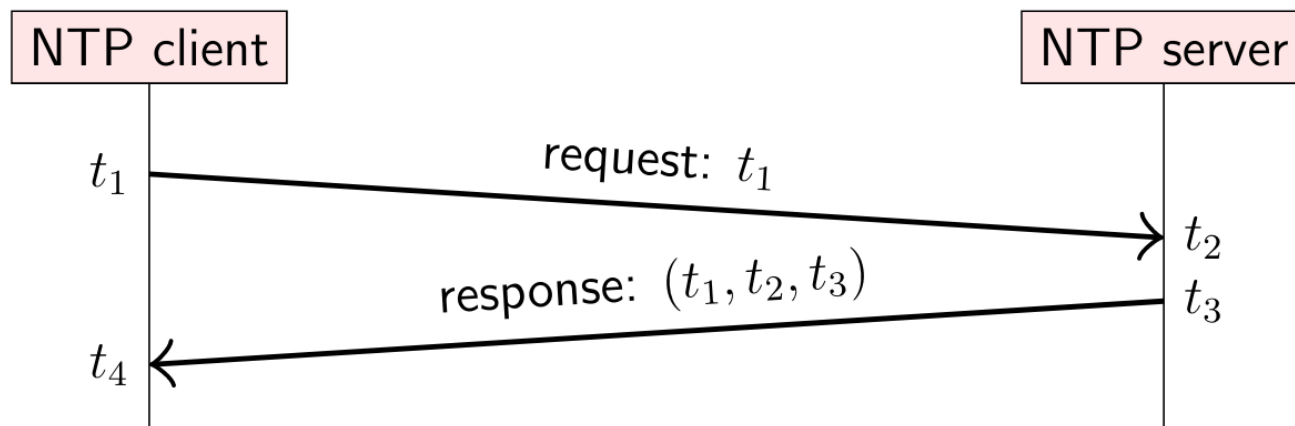 NTP client
NTP server
t₁
request: t₁
t₂
response: (t₁, t₂, t₃)
t₃
t₄